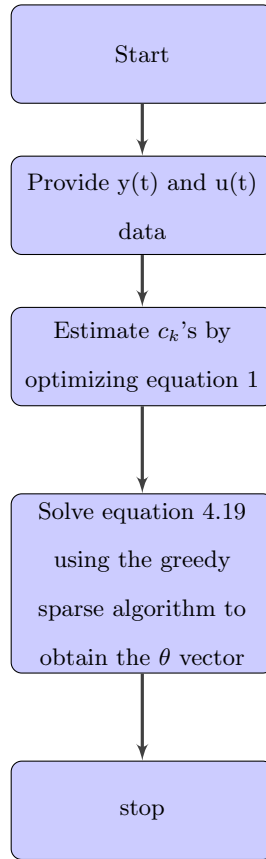 Start
Provide y(t) and u(t)
data
Estimate $c_k$'s by
optimizing equation 1
Solve equation 4.19
using the greedy
sparse algorithm to
obtain the θ vector
stop